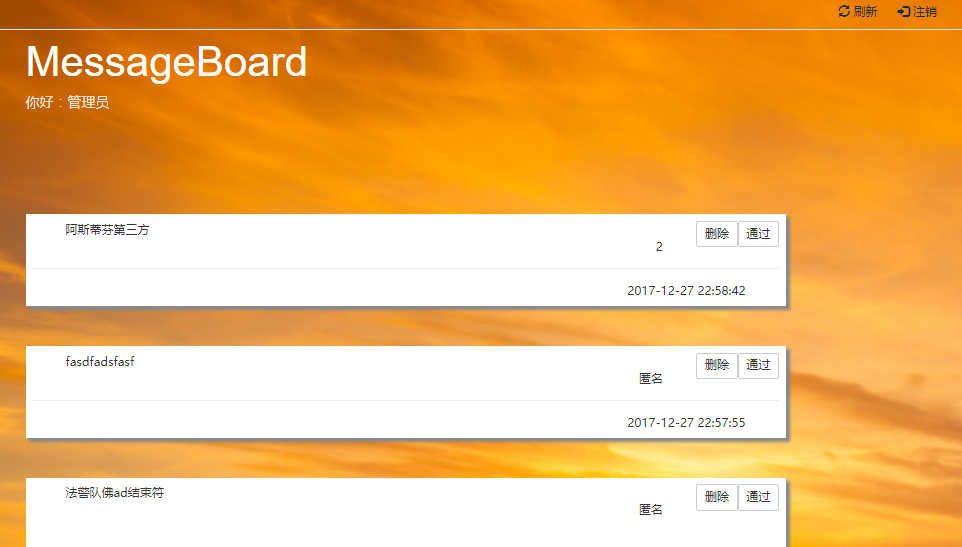 刷新 注销
MessageBoard
你好：管理员
阿斯蒂芬第三方
2
删除 通过
2017-12-27 22:58:42
fasdfadsfasf
匿名
删除 通过
2017-12-27 22:57:55
法警队佛ad结束符
匿名
删除 通过